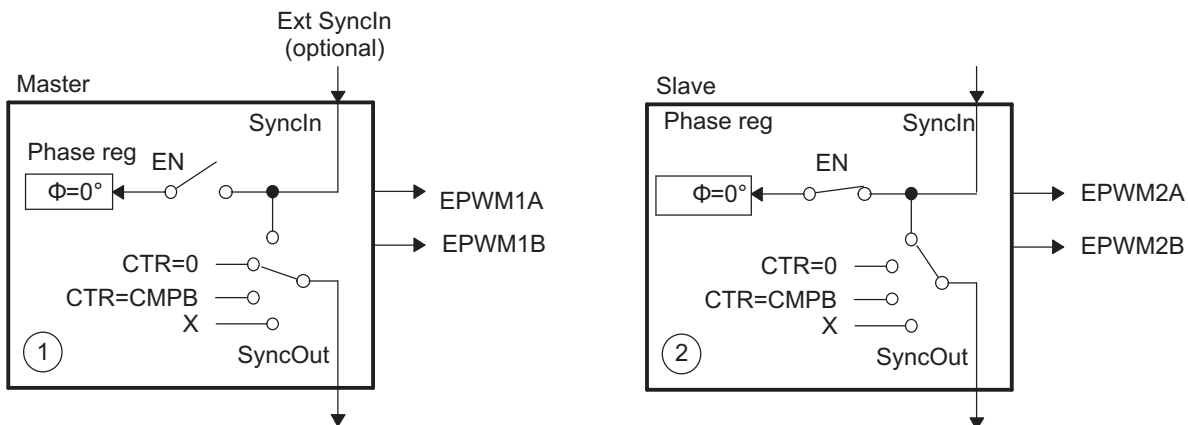 Ext SyncIn
(optional)
Master
SyncIn
Phase reg
EN
Φ=0°
EPWM1A
EPWM1B
CTR=0
CTR=CMPB
X
1
SyncOut
Slave
Phase reg
SyncIn
EN
Φ=0°
EPWM2A
EPWM2B
CTR=0
CTR=CMPB
X
2
SyncOut